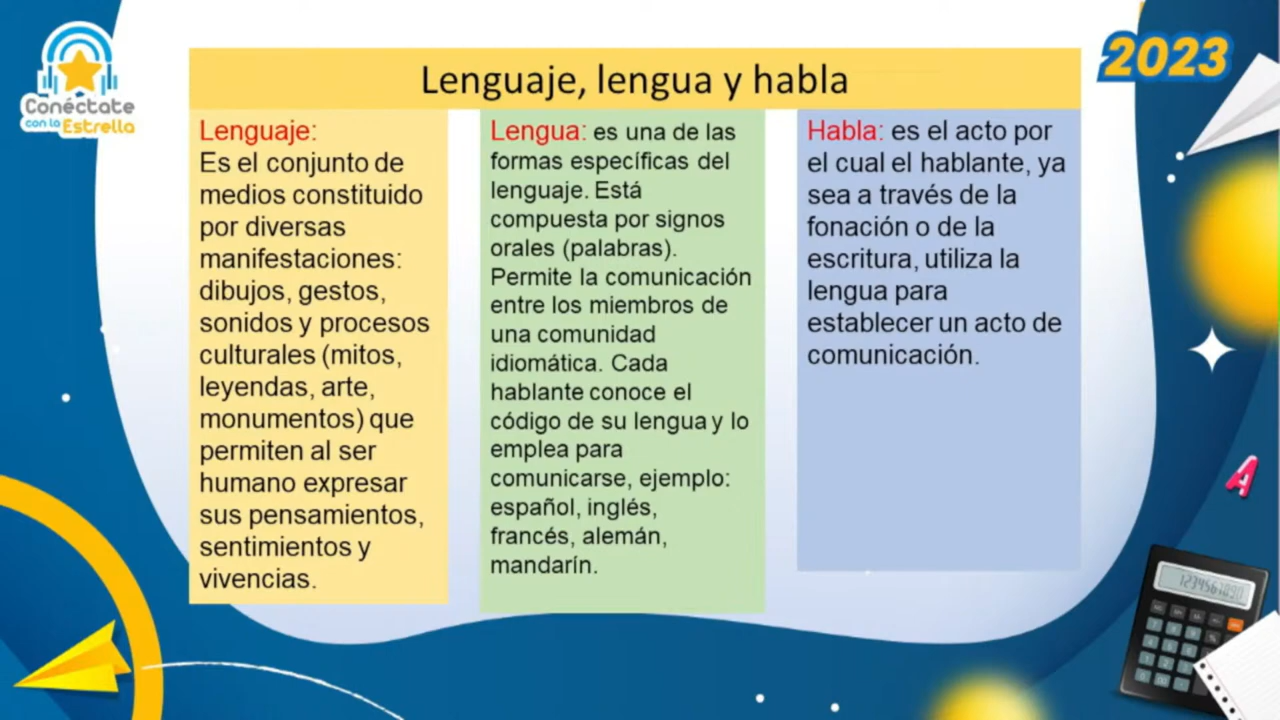 Conéctate
con la Estrella
2023
Lenguaje, lengua y habla
Lenguaje:
Es el conjunto de
medios constituido
por diversas
manifestaciones:
dibujos, gestos,
sonidos y procesos
culturales (mitos,
leyendas, arte,
monumentos) que
permiten al ser
humano expresar
sus pensamientos,
sentimientos y
vivencias.
Lengua: es una de las
formas específicas del
lenguaje. Está
compuesta por signos
orales (palabras).
Permite la comunicación
entre los miembros de
una comunidad
idiomática. Cada
hablante conoce el
código de su lengua y lo
emplea para
comunicarse, ejemplo:
español, inglés,
francés, alemán,
mandarín.
Habla: es el acto por
el cual el hablante, ya
sea a través de la
fonación o de la
escritura, utiliza la
lengua para
establecer un acto de
comunicación.
A
1234567890